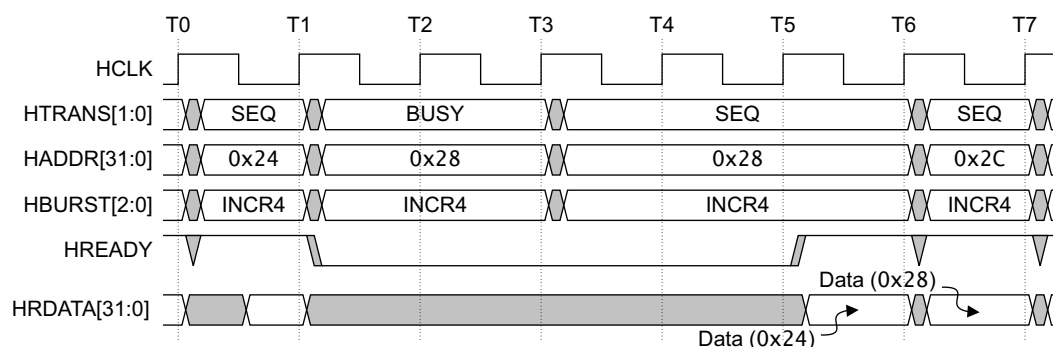 T0 T1 T2 T3 T4 T5 T6 T7
HCLK
HTRANS[1:0] SEQ BUSY SEQ SEQ
HADDR[31:0] 0x24 0x28 0x28 0x2C
HBURST[2:0] INCR4 INCR4 INCR4 INCR4
HREADY
Data (0x28)
HRDATA[31:0]
Data (0x24)